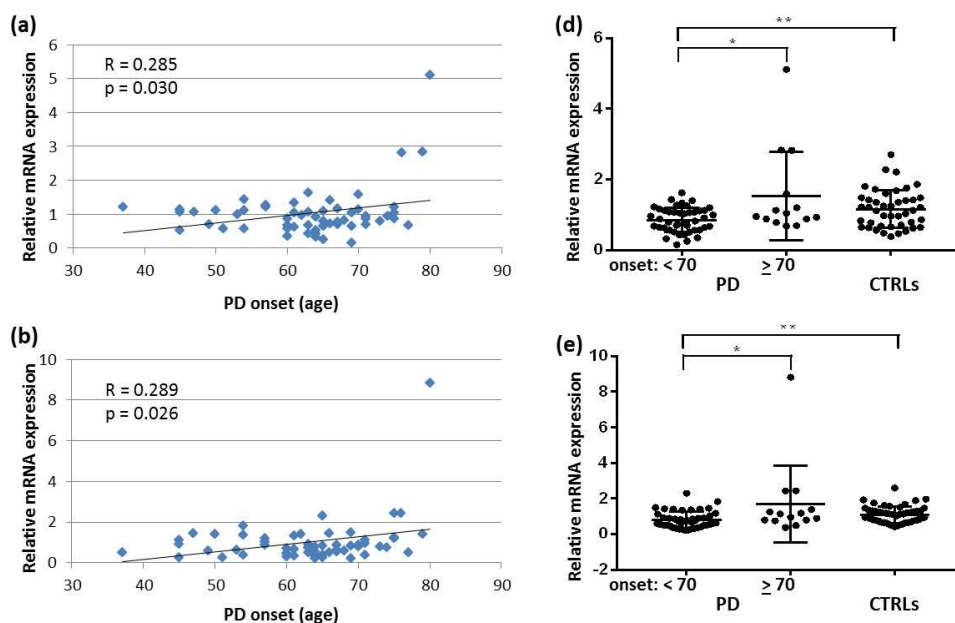 (a)
Relative mRNA expression
6
5
4
3
2
1
0
R = 0.285
p = 0.030
30 40 50 60 70 80 90
PD onset (age)
(b)
Relative mRNA expression
10
8
6
4
2
0
R = 0.289
p = 0.026
30 40 50 60 70 80 90
PD onset (age)
(d)
Relative mRNA expression
6
4
2
0
**
*
onset: < 70 ≥ 70
PD CTRLs
(e)
Relative mRNA expression
10
8
6
4
2
0
-2
**
*
onset: < 70 ≥ 70
PD CTRLs